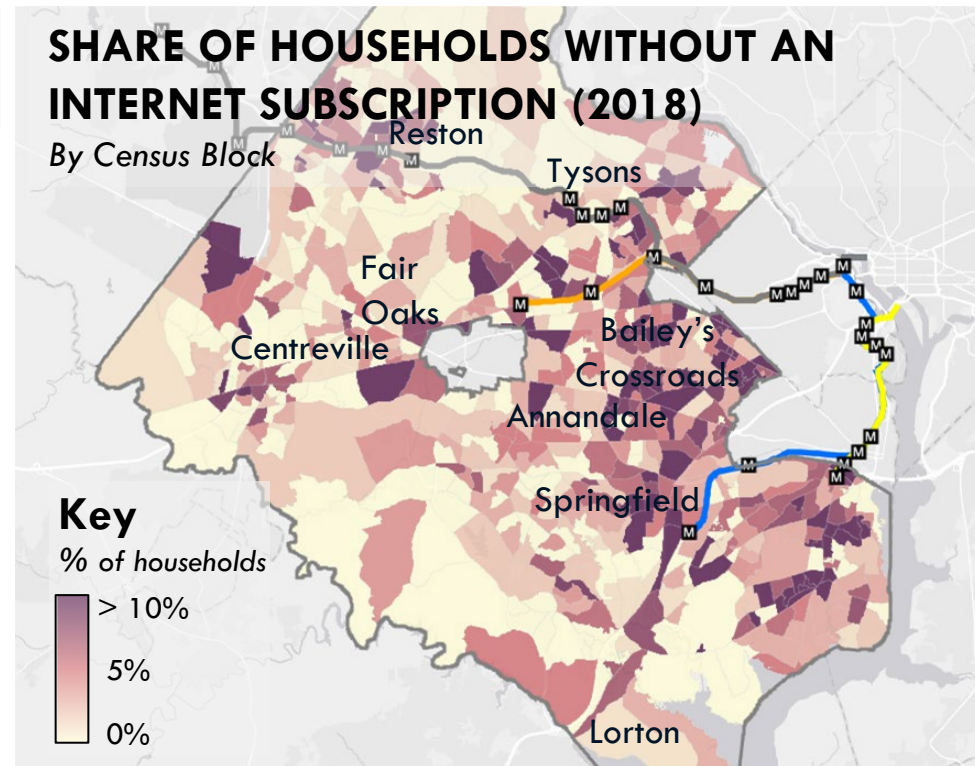 SHARE OF HOUSEHOLDS WITHOUT AN
INTERNET SUBSCRIPTION (2018)
By Census Block
Reston
Tysons
M
M
M
M
M
M
M
M
M
M
M
Fair
Oaks
M
M
M
M
M
M
M
M
M
M
M
Centreville
Bailey's
Crossroads
M
M
M
M
Annandale
M
M
M
M
M
Springfield
M
Key
% of households
> 10%
5%
0%
Lorton